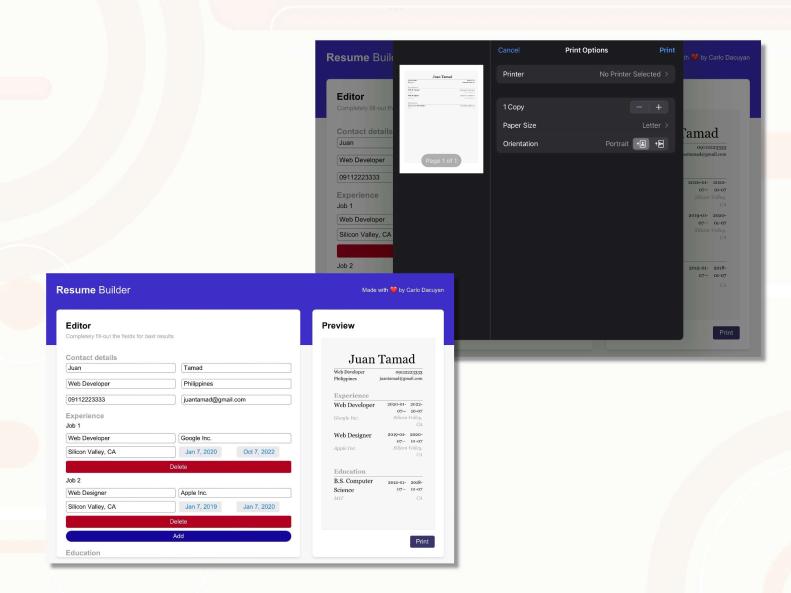 Resume Buil
th ❤ by Carlo Dacuyan
Cancel
Print Options
Print
Printer
No Printer Selected >
1 Copy
Paper Size
Letter >
Orientation
Portrait
Page 1 of 1
Juan Tamad
Editor
Completely fill-out th
Contact details
Juan
Web Developer
09112223333
Experience
Job 1
Web Developer
Silicon Valley, CA
Job 2
Tamad
09112223333
juantamad@gmail.com
2020-01- 2022-
07-- 10-07
Silicon Valley,
CA
2019-01- 2020-
07-- 01-07
Silicon Valley,
CA
2012-01- 2018-
07-- 01-07
CA
Print
Resume Builder
Made with ❤ by Carlo Dacuyan
Editor
Completely fill-out the fields for best results
Contact details
Juan
Tamad
Web Developer
Philippines
09112223333
juantamad@gmail.com
Experience
Job 1
Web Developer
Google Inc.
Silicon Valley, CA
Jan 7, 2020
Oct 7, 2022
Delete
Job 2
Web Designer
Apple Inc.
Silicon Valley, CA
Jan 7, 2019
Jan 7, 2020
Delete
Add
Education
Preview
Juan Tamad
Web Developer 09112223333
Philippines juantamad@gmail.com
Experience
Web Developer 2020-01- 2022-
07-- 10-07
Google Inc. Silicon Valley,
CA
Web Designer 2019-01- 2020-
07-- 01-07
Apple Inc. Silicon Valley,
CA
Education
B.S. Computer 2012-01- 2018-
Science 07-- 01-07
MIT CA
Print